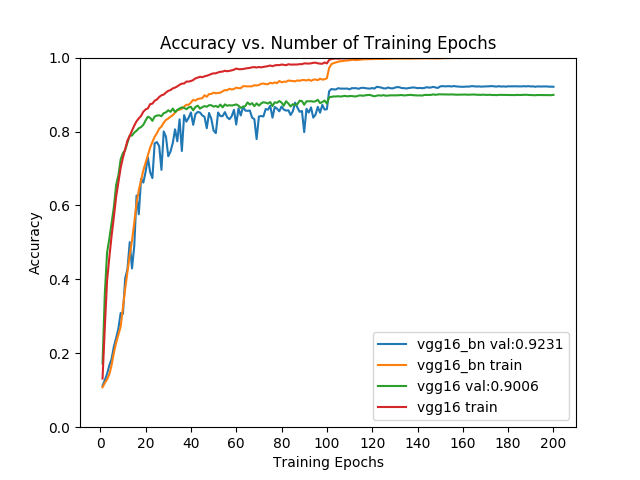 Accuracy vs. Number of Training Epochs
1.0
0.8
0.6
0.4
0.2
0.0
Accuracy
0 20 40 60 80 100 120 140 160 180 200
Training Epochs
vgg16_bn val:0.9231
vgg16_bn train
vgg16 val:0.9006
vgg16 train